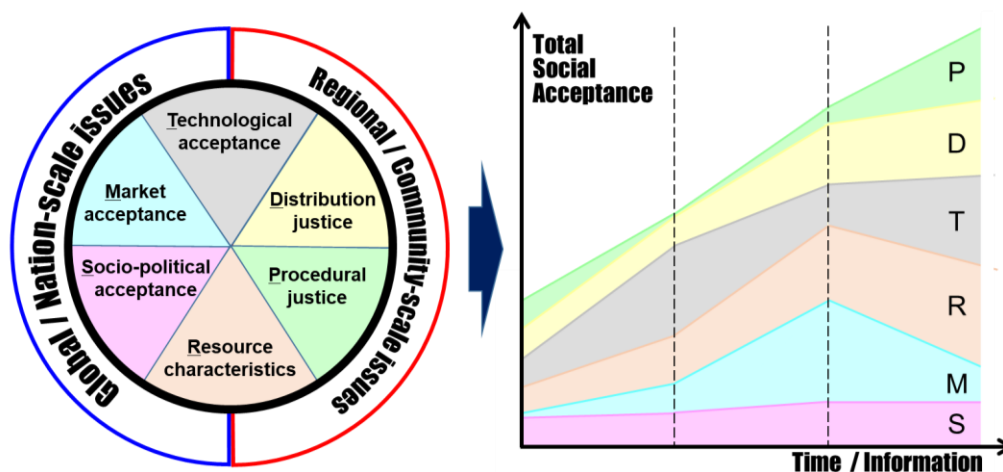 Global / Nation-scale issues
Regional / Community-scale issues
Technological
acceptance
Market
acceptance
Distribution
justice
Socio-political
acceptance
Procedural
justice
Resource
characteristics
Total
Social
Acceptance
P
D
T
R
M
S
Time / Information